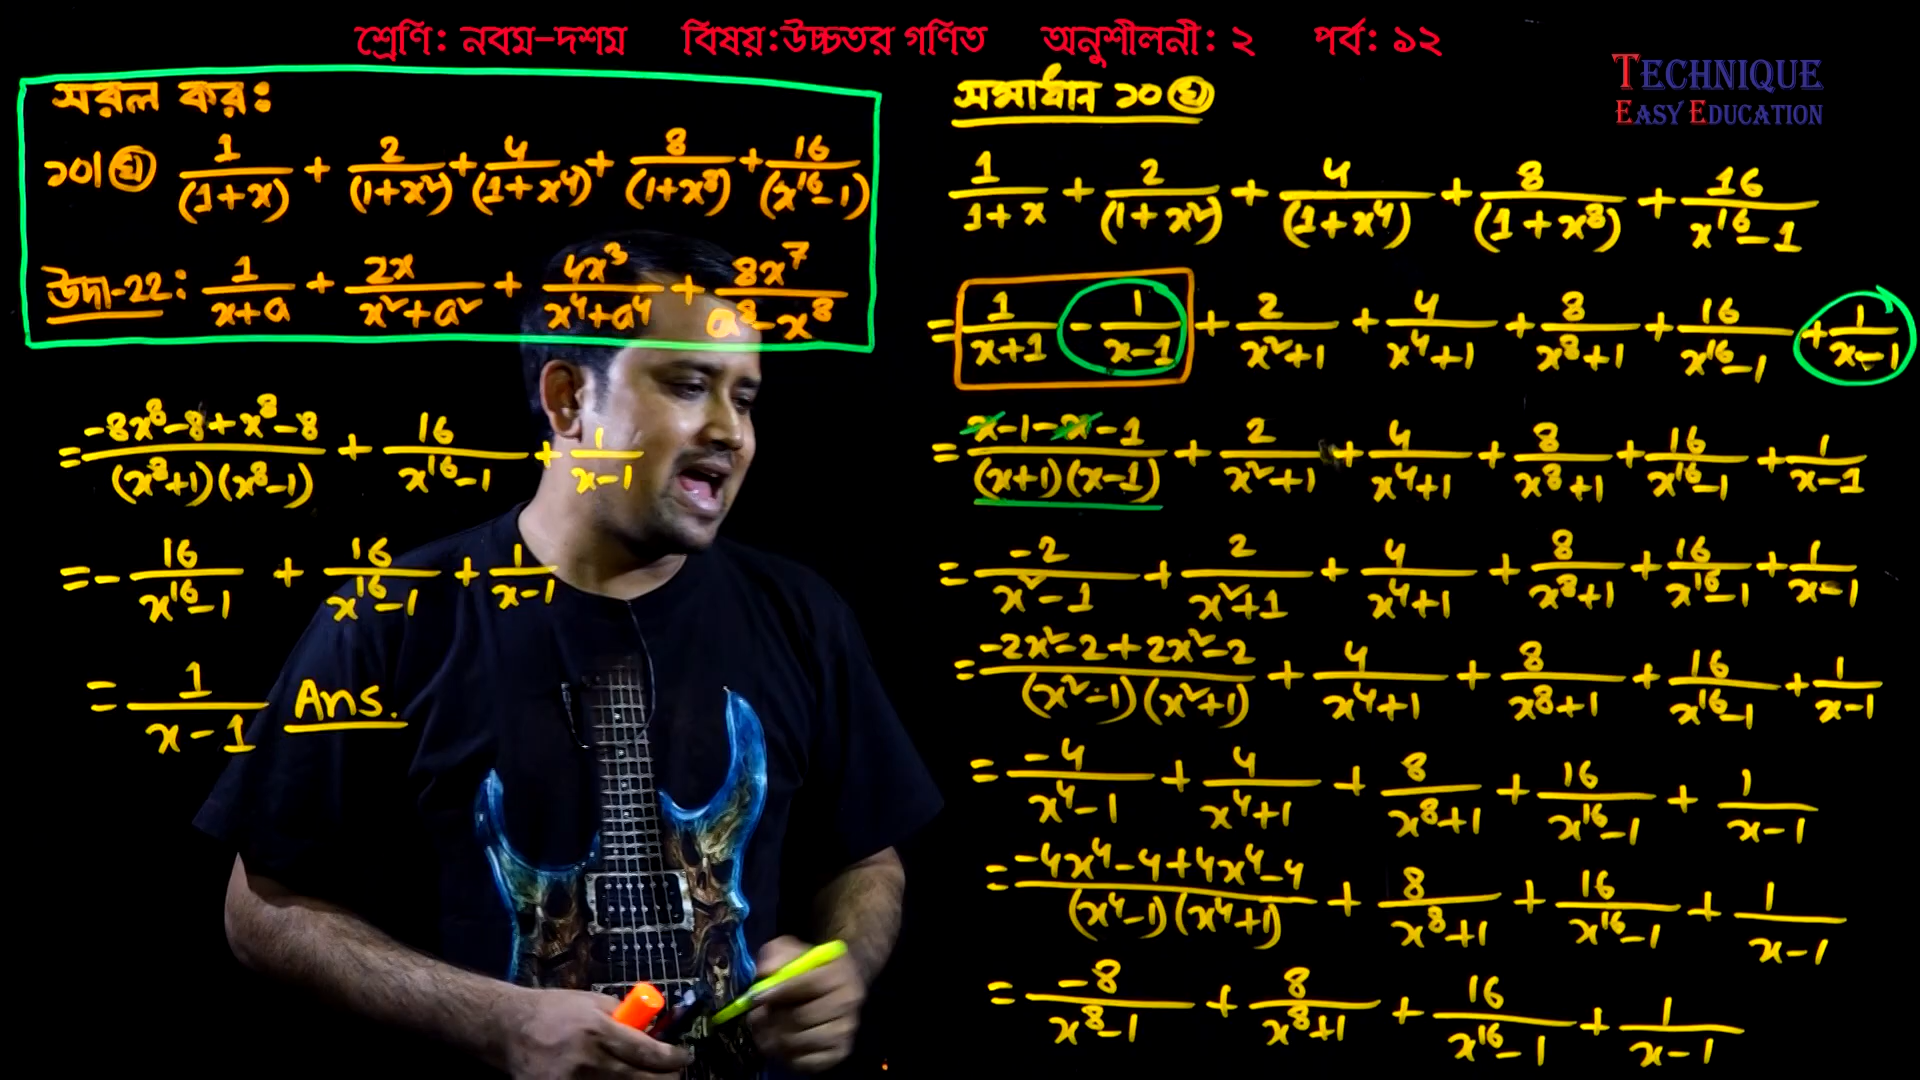 শ্রেণি: নবম-দশম বিষয়:উচ্চতর গণিত অনুশীলনী: ২ পর্ব: ১২
TECHNIQUE
EASY EDUCATION
সরল কর:
১০।(ঘ) 1/(1+x) + 2/(1+x²) + 4/(1+x⁴) + 8/(1+x⁸) + 16/(x¹⁶-1)
উদা-22: 1/(x+a) + 2x/(x²+a²) + 4x³/(x⁴+a⁴) + 8x⁷/(a⁸-x⁸)
= (-8x⁸-8+x⁸-8)/((x⁸+1)(x⁸-1)) + 16/(x¹⁶-1) + 1/(x-1)
= - 16/(x¹⁶-1) + 16/(x¹⁶-1) + 1/(x-1)
= 1/(x-1) Ans.
সমাধান ১০(ঘ)
1/(1+x) + 2/(1+x²) + 4/(1+x⁴) + 8/(1+x⁸) + 16/(x¹⁶-1)
= 1/(x+1) - 1/(x-1) + 2/(x²+1) + 4/(x⁴+1) + 8/(x⁸+1) + 16/(x¹⁶-1) + 1/(x-1)
= (x-1-x-1)/((x+1)(x-1)) + 2/(x²+1) + 4/(x⁴+1) + 8/(x⁸+1) + 16/(x¹⁶-1) + 1/(x-1)
= -2/(x²-1) + 2/(x²+1) + 4/(x⁴+1) + 8/(x⁸+1) + 16/(x¹⁶-1) + 1/(x-1)
= (-2x²-2+2x²-2)/((x²-1)(x²+1)) + 4/(x⁴+1) + 8/(x⁸+1) + 16/(x¹⁶-1) + 1/(x-1)
= -4/(x⁴-1) + 4/(x⁴+1) + 8/(x⁸+1) + 16/(x¹⁶-1) + 1/(x-1)
= (-4x⁴-4+4x⁴-4)/((x⁴-1)(x⁴+1)) + 8/(x⁸+1) + 16/(x¹⁶-1) + 1/(x-1)
= -8/(x⁸-1) + 8/(x⁸+1) + 16/(x¹⁶-1) + 1/(x-1)